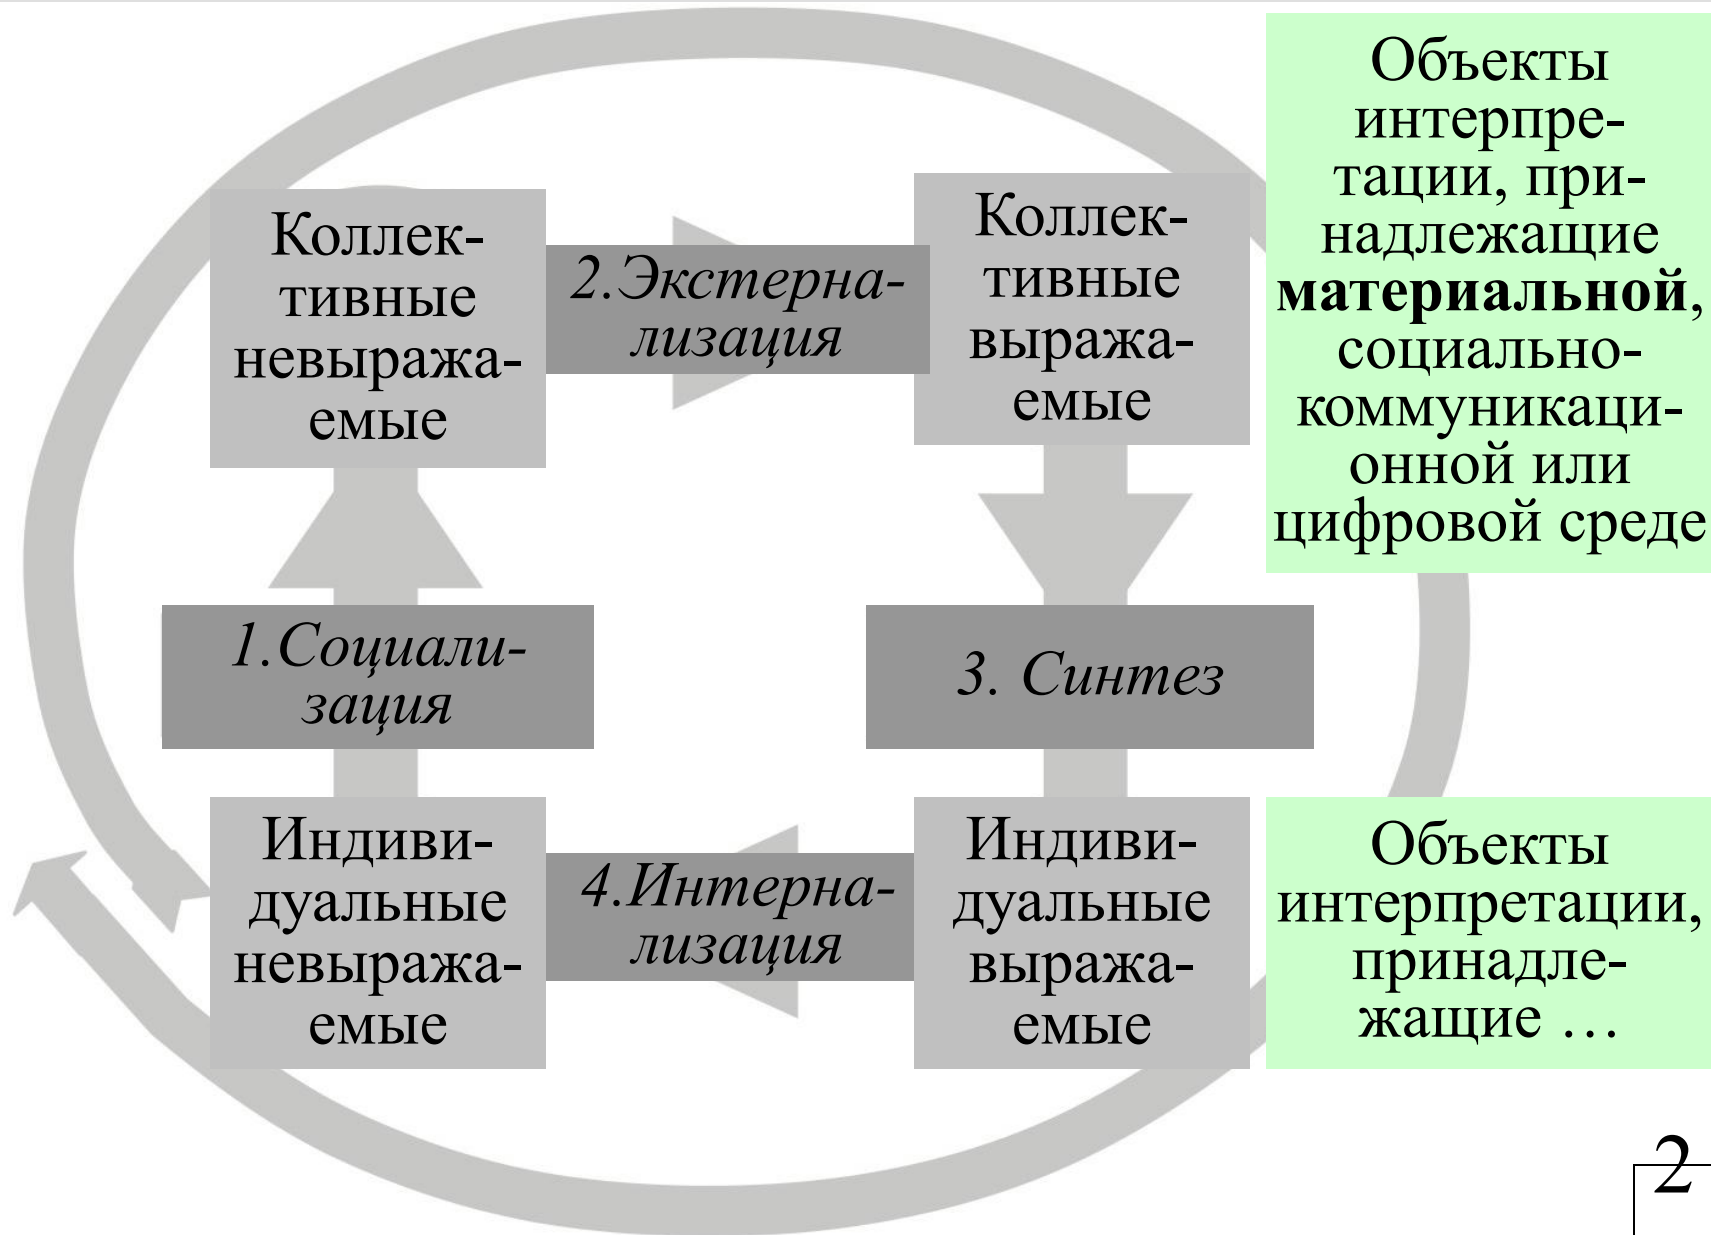 Коллек-
тивные
невыража-
емые
2.Экстерна-
лизация
Коллек-
тивные
выража-
емые
Объекты
интерпре-
тации, при-
надлежащие
материальной,
социально-
коммуникаци-
онной или
цифровой среде
1.Социали-
зация
3. Синтез
Индиви-
дуальные
невыража-
емые
4.Интерна-
лизация
Индиви-
дуальные
выража-
емые
Объекты
интерпретации,
принадле-
жащие …
2